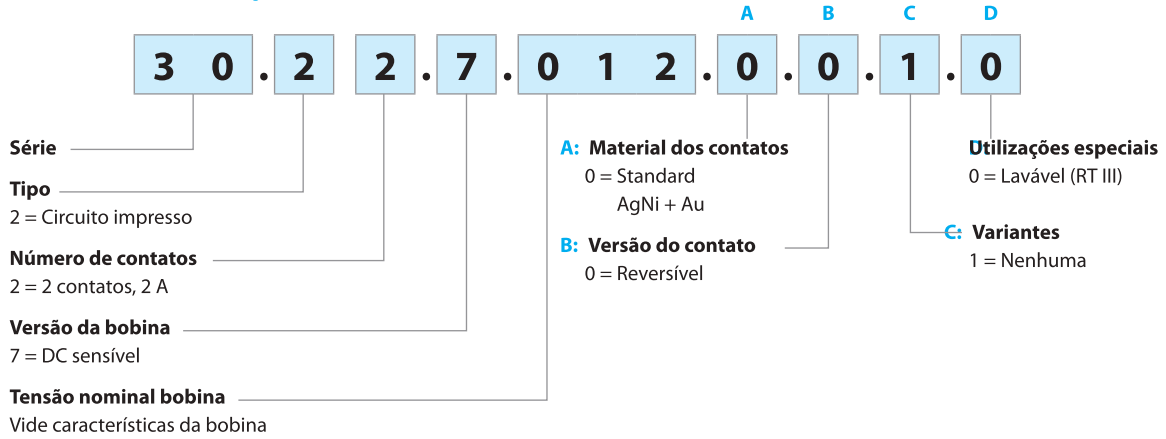 A B C D
3 0 . 2 2 . 7 . 0 1 2 . 0 . 0 . 1 . 0
Série
Tipo
2 = Circuito impresso
Número de contatos
2 = 2 contatos, 2 A
Versão da bobina
7 = DC sensível
Tensão nominal bobina
Vide características da bobina
A: Material dos contatos
0 = Standard
AgNi + Au
B: Versão do contato
0 = Reversível
D: Utilizações especiais
0 = Lavável (RT III)
C: Variantes
1 = Nenhuma